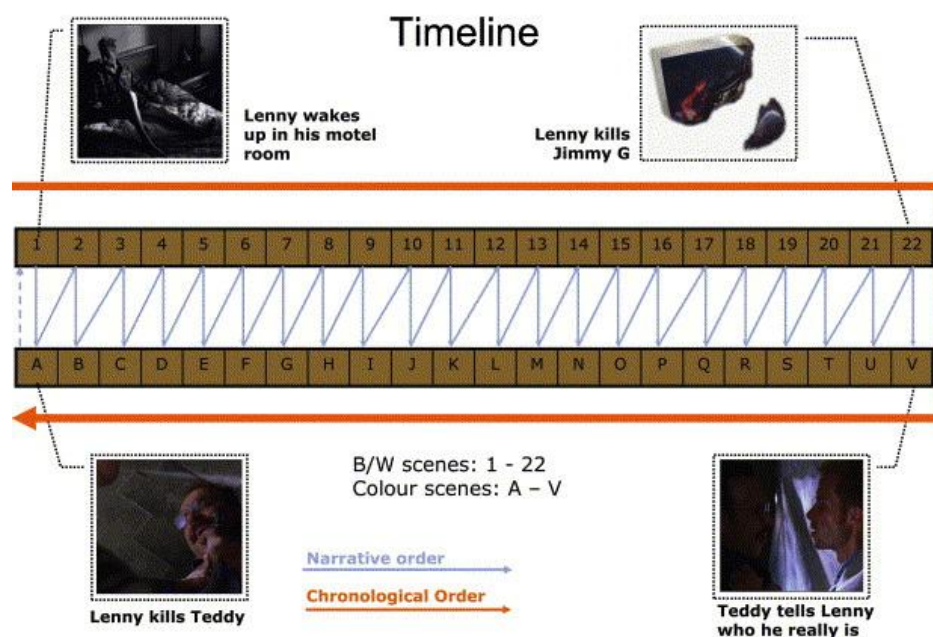 Timeline
Lenny wakes
up in his motel
room
Lenny kills
Jimmy G
1 2 3 4 5 6 7 8 9 10 11 12 13 14 15 16 17 18 19 20 21 22
A B C D E F G H I J K L M N O P Q R S T U V
B/W scenes: 1 - 22
Colour scenes: A – V
Narrative order
Chronological Order
Lenny kills Teddy
Teddy tells Lenny
who he really is